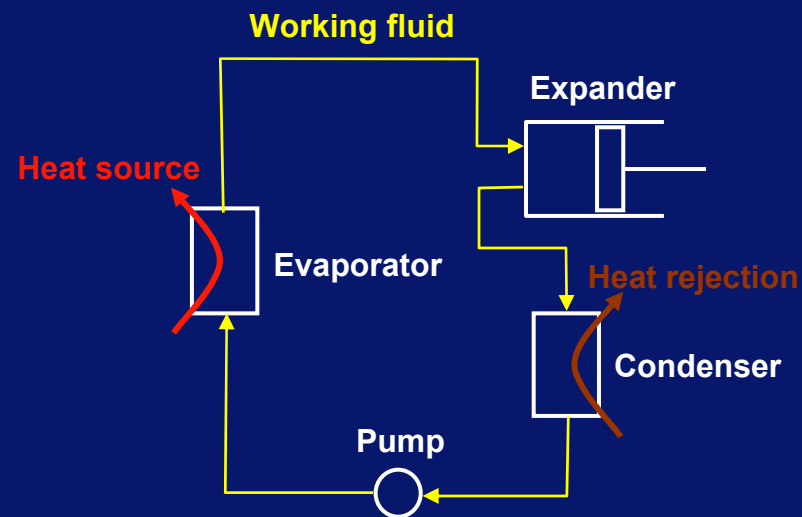 Working fluid
Expander
Heat source
Evaporator
Heat rejection
Condenser
Pump